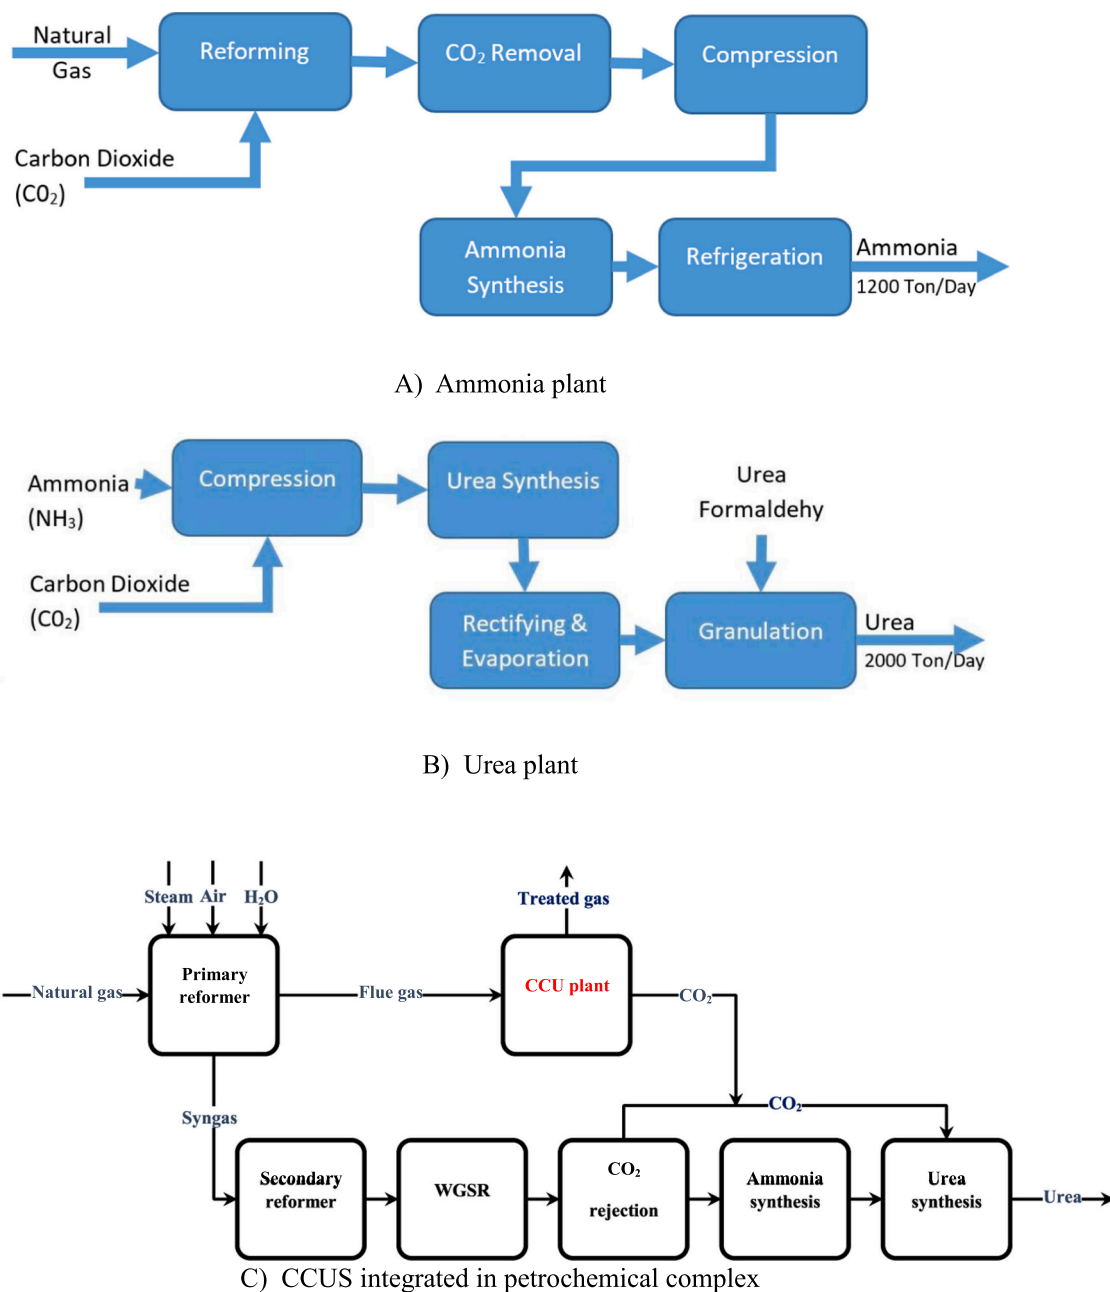 Natural
Gas
Reforming
CO₂ Removal
Compression
Carbon Dioxide
(C0₂)
Ammonia
Synthesis
Refrigeration
Ammonia
1200 Ton/Day
A) Ammonia plant
Ammonia
(NH₃)
Compression
Urea Synthesis
Urea
Formaldehy
Carbon Dioxide
(C0₂)
Rectifying &
Evaporation
Granulation
Urea
2000 Ton/Day
B) Urea plant
Steam
Air
H₂O
Treated gas
Natural gas
Primary
reformer
Flue gas
CCU plant
CO₂
Syngas
CO₂
Secondary
reformer
WGSR
CO₂
rejection
Ammonia
synthesis
Urea
synthesis
Urea
C) CCUS integrated in petrochemical complex